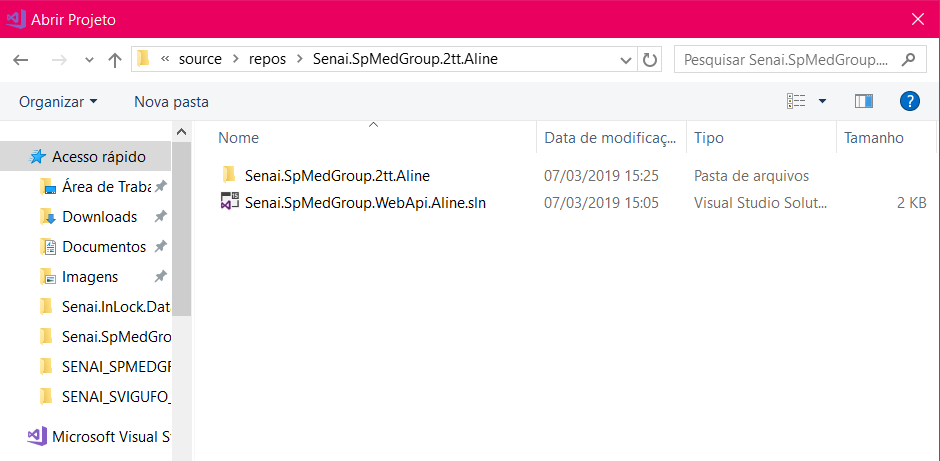 Abrir Projeto
« source > repos > Senai.SpMedGroup.2tt.Aline
Pesquisar Senai.SpMedGroup....
Organizar
Nova pasta
?
Nome
Data de modificaç...
Tipo
Tamanho
Acesso rápido
Área de Traba
Downloads
Documentos
Imagens
Senai.InLock.Dat
Senai.SpMedGro
SENAI_SPMEDGR
SENAI_SVIGUFO_
Microsoft Visual S
Senai.SpMedGroup.2tt.Aline 07/03/2019 15:25 Pasta de arquivos
Senai.SpMedGroup.WebApi.Aline.sln 07/03/2019 15:05 Visual Studio Solut... 2 KB